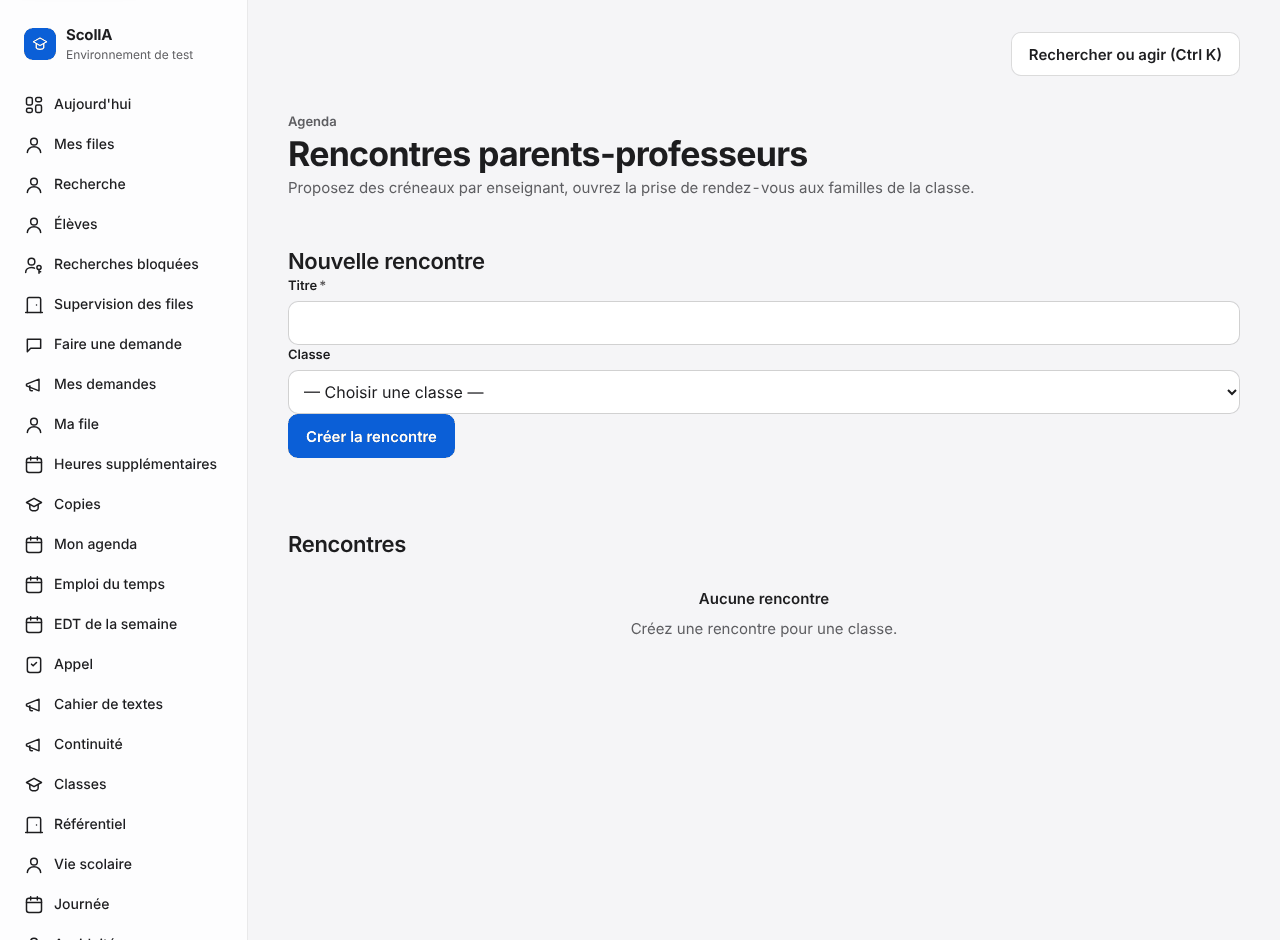 ScolIA
Environnement de test
Aujourd'hui
Mes files
Recherche
Élèves
Recherches bloquées
Supervision des files
Faire une demande
Mes demandes
Ma file
Heures supplémentaires
Copies
Mon agenda
Emploi du temps
EDT de la semaine
Appel
Cahier de textes
Continuité
Classes
Référentiel
Vie scolaire
Journée
Rechercher ou agir (Ctrl K)
Agenda
Rencontres parents-professeurs
Proposez des créneaux par enseignant, ouvrez la prise de rendez-vous aux familles de la classe.
Nouvelle rencontre
Titre *
Classe
— Choisir une classe —
Créer la rencontre
Rencontres
Aucune rencontre
Créez une rencontre pour une classe.